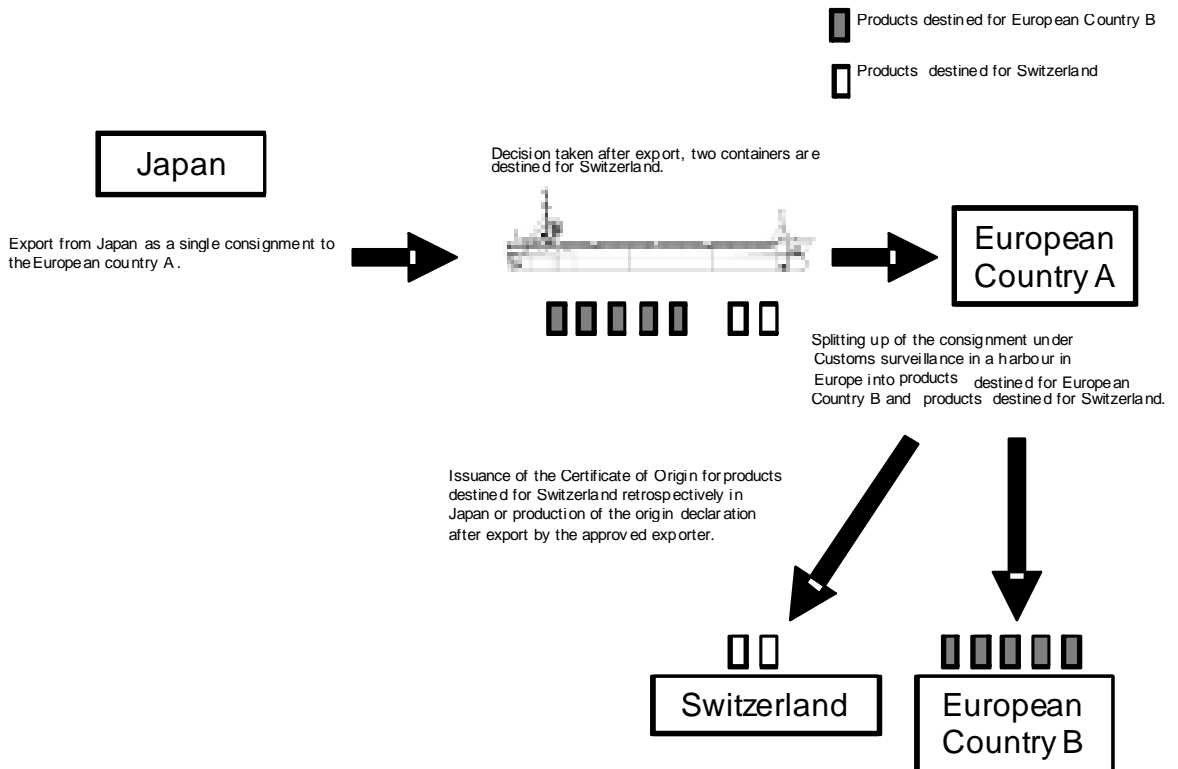 Products destined for European Country B
Products destined for Switzerland
Japan
Decision taken after export, two containers are
destined for Switzerland.
Export from Japan as a single consignment to
the European country A.
European
Country A
Splitting up of the consignment under
Customs surveillance in a harbour in
Europe into products destined for European
Country B and products destined for Switzerland.
Issuance of the Certificate of Origin for products
destined for Switzerland retrospectively in
Japan or production of the origin declaration
after export by the approved exporter.
Switzerland
European
Country B